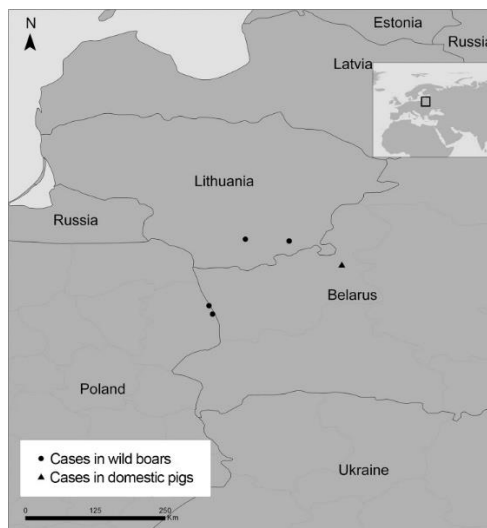 N
Estonia
Russia
Latvia
Lithuania
Russia
Belarus
Poland
Cases in wild boars
Cases in domestic pigs
Ukraine
0 125 250
Km